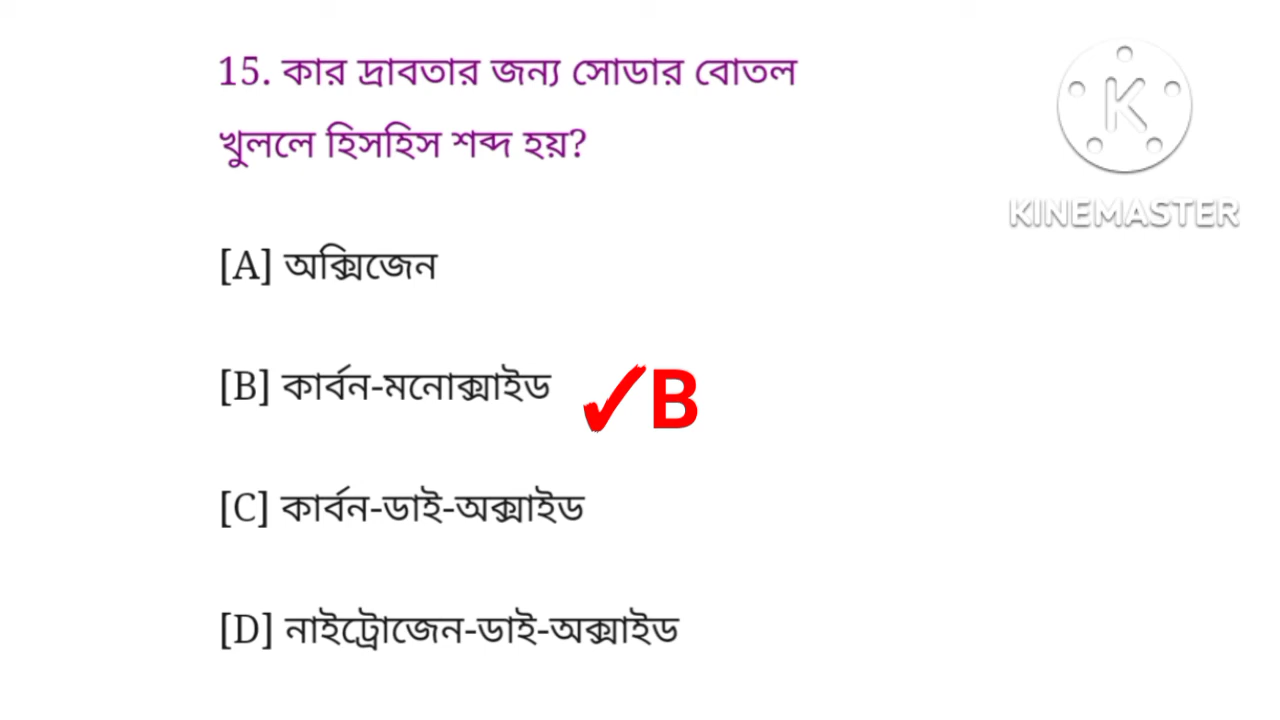 15. কার দ্রাবতার জন্য সোডার বোতল
খুললে হিসহিস শব্দ হয়?
K
KINEMASTER
[A] অক্সিজেন
[B] কার্বন-মনোক্সাইড ✓B
[C] কার্বন-ডাই-অক্সাইড
[D] নাইট্রোজেন-ডাই-অক্সাইড